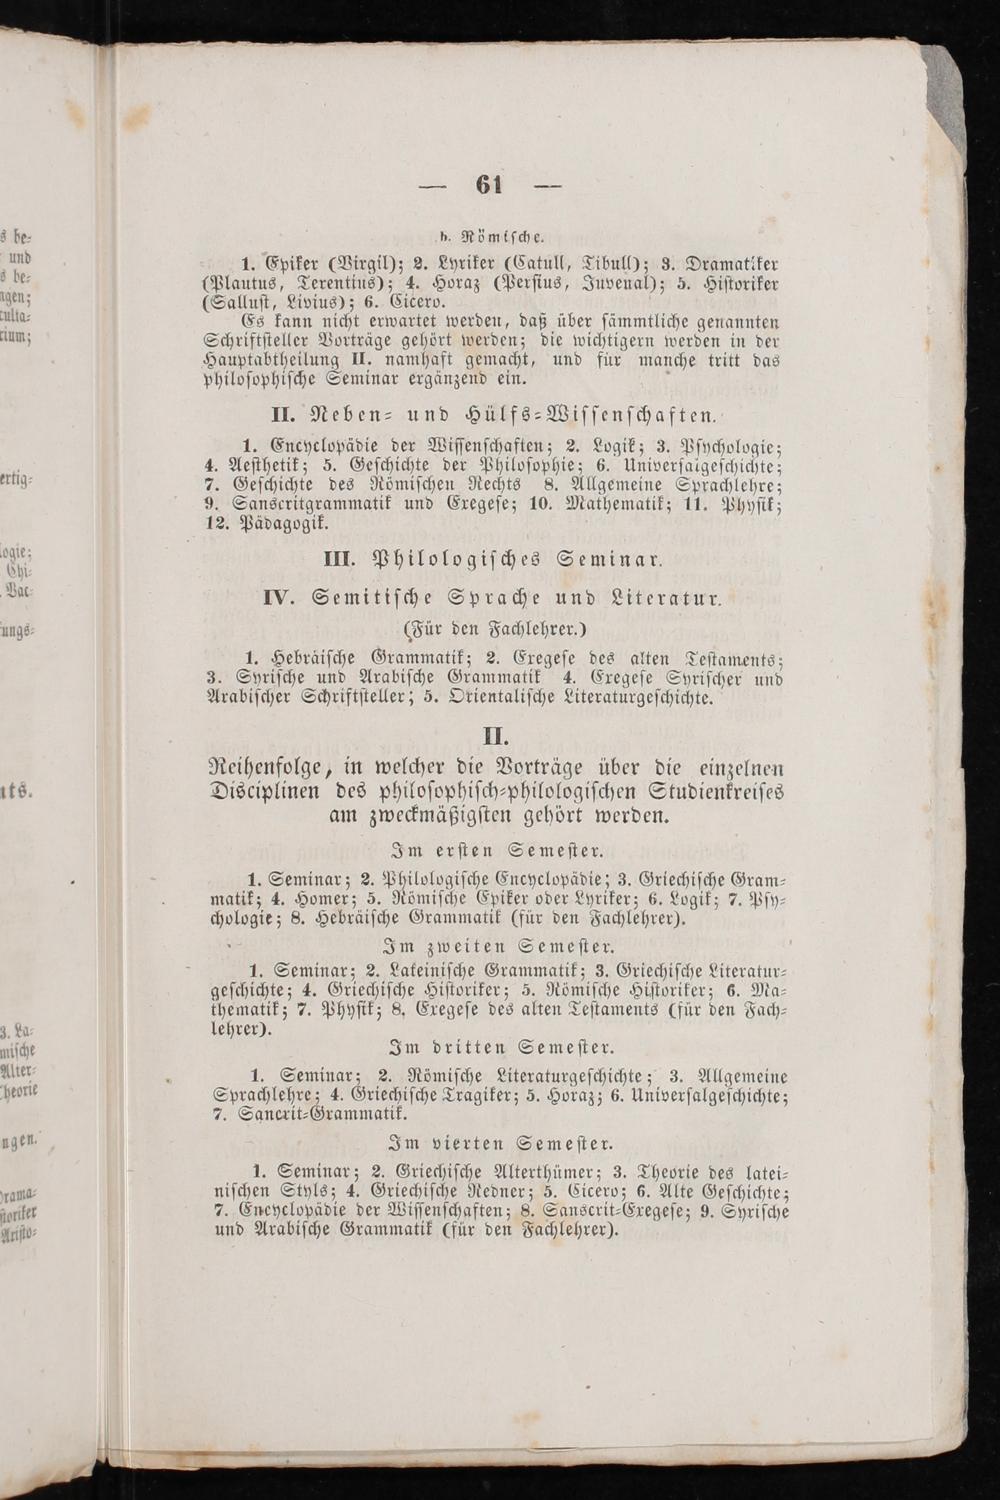 — 61 —
b. Römische.
1. Epiker (Virgil); 2. Lyriker (Catull, Tibull); 3. Dramatiker
(Plautus, Terentius); 4. Horaz (Persius, Juvenal); 5. Historiker
(Sallust, Livius); 6. Cicero.
Es kann nicht erwartet werden, daß über sämmtliche genannten
Schriftsteller Vorträge gehört werden; die wichtigern werden in der
Hauptabtheilung II. namhaft gemacht, und für manche tritt das
philosophische Seminar ergänzend ein.
II. Neben- und Hülfs-Wissenschaften.
1. Encyclopädie der Wissenschaften; 2. Logik; 3. Psychologie;
4. Aesthetik; 5. Geschichte der Philosophie; 6. Universalgeschichte;
7. Geschichte des Römischen Rechts 8. Allgemeine Sprachlehre;
9. Sanscritgrammatik und Exegese; 10. Mathematik; 11. Physik;
12. Pädagogik.
III. Philologisches Seminar.
IV. Semitische Sprache und Literatur.
(Für den Fachlehrer.)
1. Hebräische Grammatik; 2. Exegese des alten Testaments;
3. Syrische und Arabische Grammatik 4. Exegese Syrischer und
Arabischer Schriftsteller; 5. Orientalische Literaturgeschichte.
II.
Reihenfolge, in welcher die Vorträge über die einzelnen
Disciplinen des philosophisch-philologischen Studienkreises
am zweckmäßigsten gehört werden.
Im ersten Semester.
1. Seminar; 2. Philologische Encyclopädie; 3. Griechische Gram-
matik; 4. Homer; 5. Römische Epiker oder Lyriker; 6. Logik; 7. Psy-
chologie; 8. Hebräische Grammatik (für den Fachlehrer).
Im zweiten Semester.
1. Seminar; 2. Lateinische Grammatik; 3. Griechische Literatur-
geschichte; 4. Griechische Historiker; 5. Römische Historiker; 6. Ma-
thematik; 7. Physik; 8. Exegese des alten Testaments (für den Fach-
lehrer).
Im dritten Semester.
1. Seminar; 2. Römische Literaturgeschichte; 3. Allgemeine
Sprachlehre; 4. Griechische Tragiker; 5. Horaz; 6. Universalgeschichte;
7. Sancrit-Grammatik.
Im vierten Semester.
1. Seminar; 2. Griechische Alterthümer; 3. Theorie des latei-
nischen Styls; 4. Griechische Redner; 5. Cicero; 6. Alte Geschichte;
7. Encyclopädie der Wissenschaften; 8. Sanscrit-Exegese; 9. Syrische
und Arabische Grammatik (für den Fachlehrer).